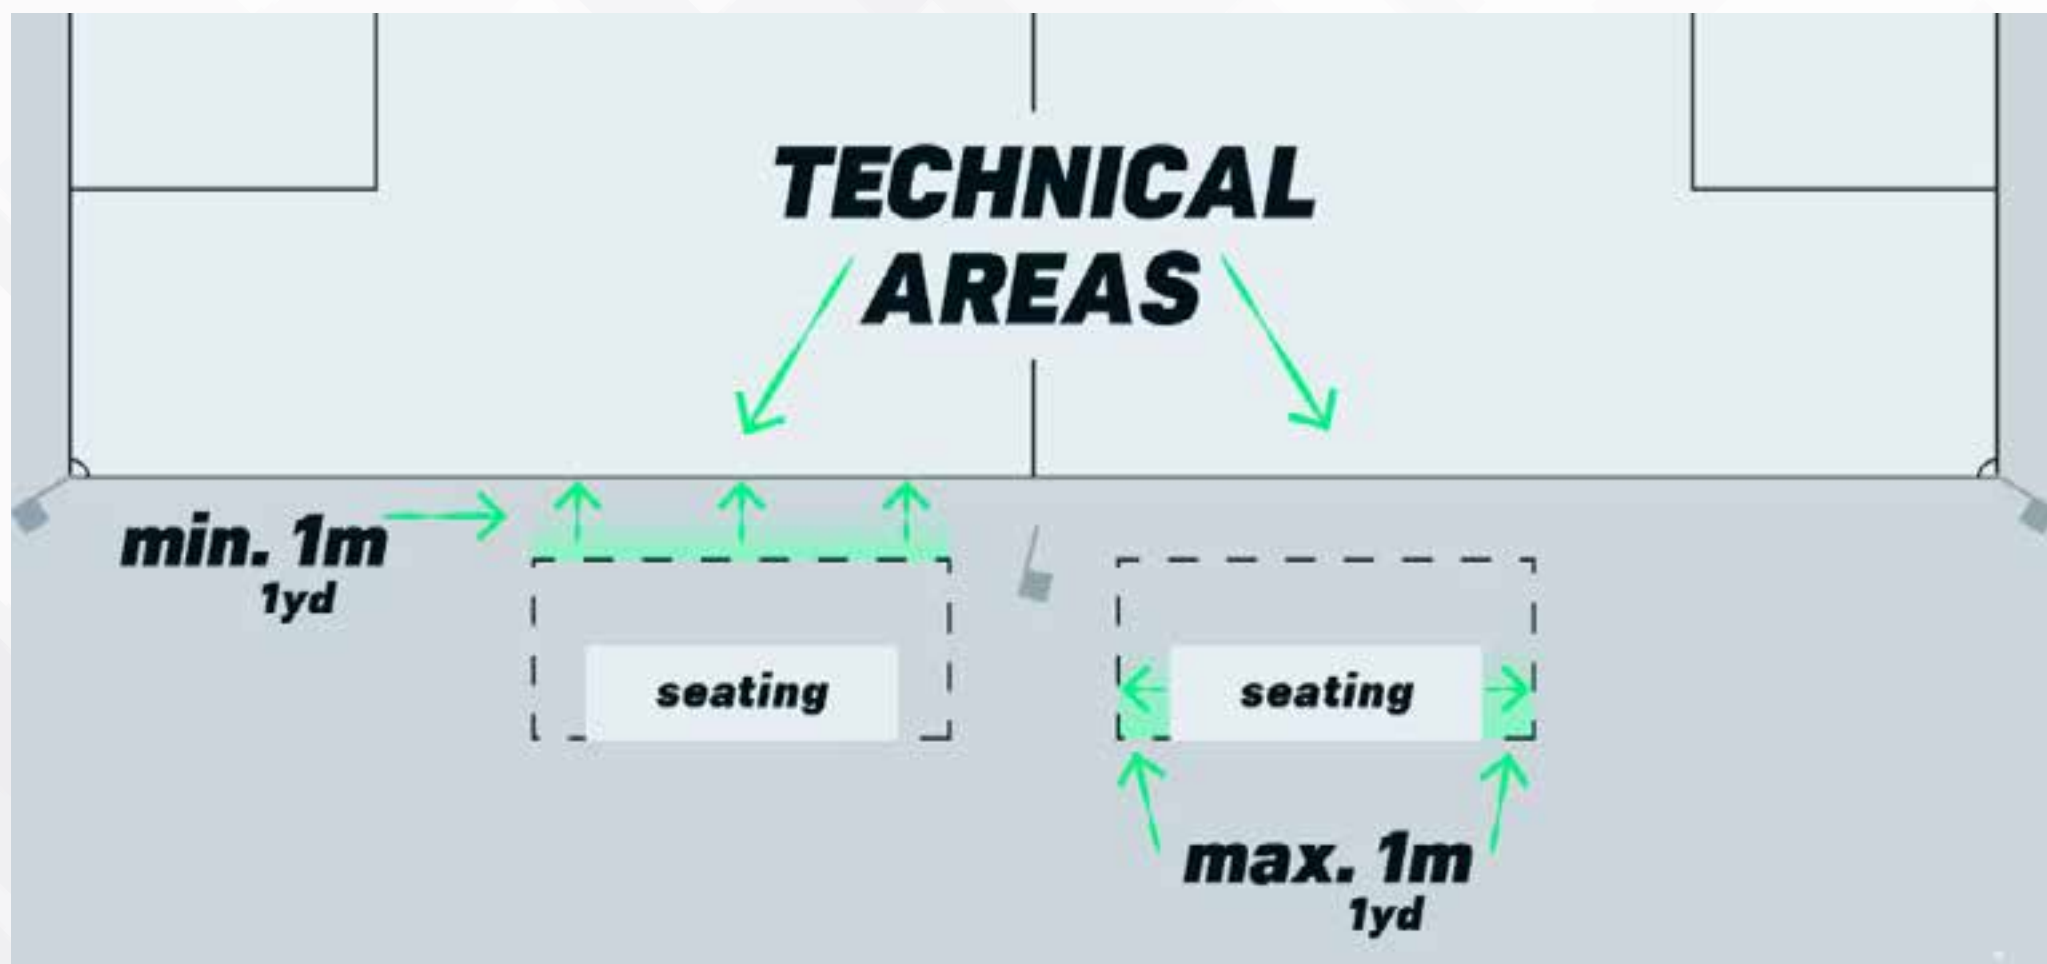 TECHNICAL
AREAS
min. 1m
1yd
seating
seating
max. 1m
1yd